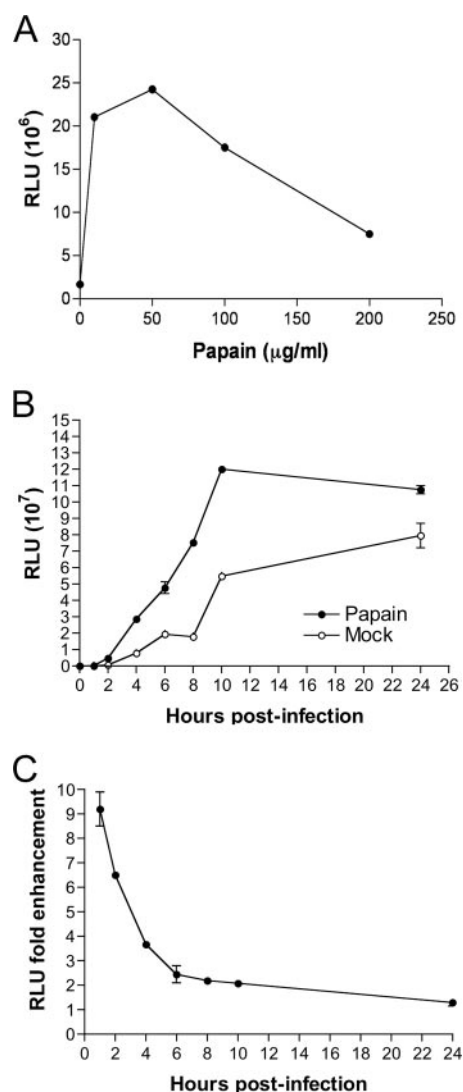 A
RLU (10⁶)
30
25
20
15
10
5
0
0 50 100 150 200 250
Papain (μg/ml)
B
RLU (10⁷)
15
14
13
12
11
10
9
8
7
6
5
4
3
2
1
0
Papain
Mock
0 2 4 6 8 10 12 14 16 18 20 22 24 26
Hours post-infection
C
RLU fold enhancement
10
9
8
7
6
5
4
3
2
1
0
0 2 4 6 8 10 12 14 16 18 20 22 24
Hours post-infection